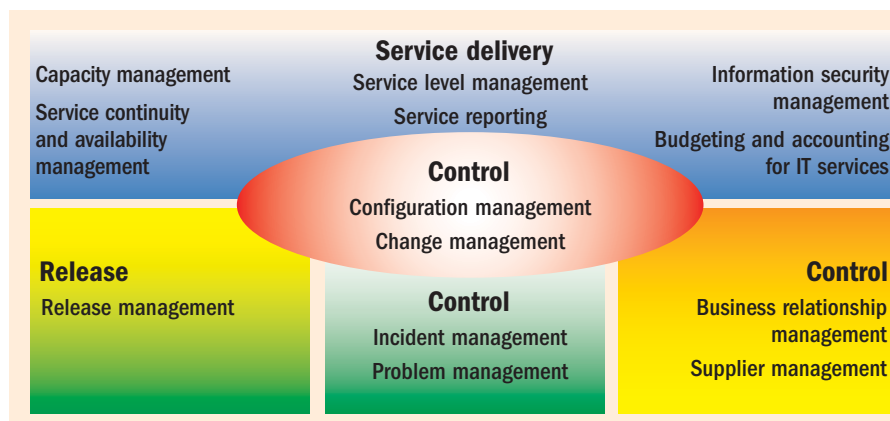 Service delivery
Capacity management
Service continuity
and availability
management
Service level management
Service reporting
Information security
management
Budgeting and accounting
for IT services
Control
Configuration management
Change management
Release
Release management
Control
Incident management
Problem management
Control
Business relationship
management
Supplier management